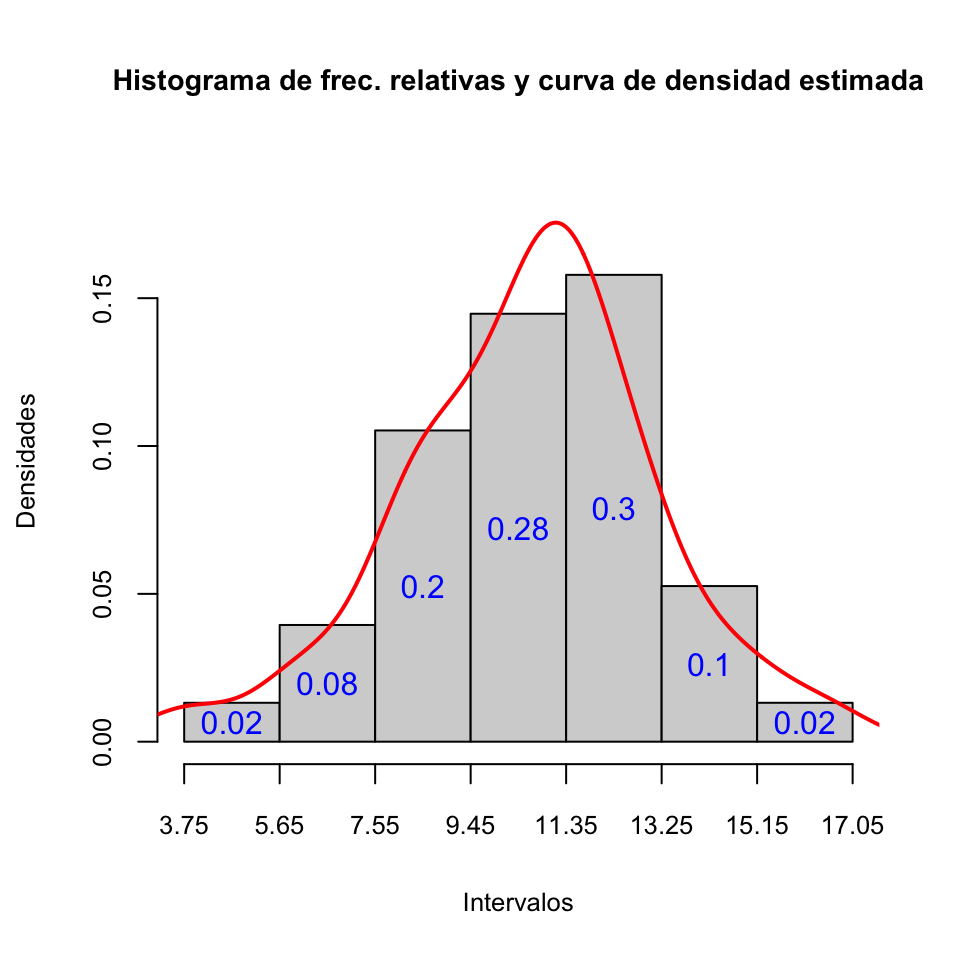 Histograma de frec. relativas y curva de densidad estimada
Densidades
0.15
0.10
0.05
0.00
0.02
0.08
0.2
0.28
0.3
0.1
0.02
3.75 5.65 7.55 9.45 11.35 13.25 15.15 17.05
Intervalos